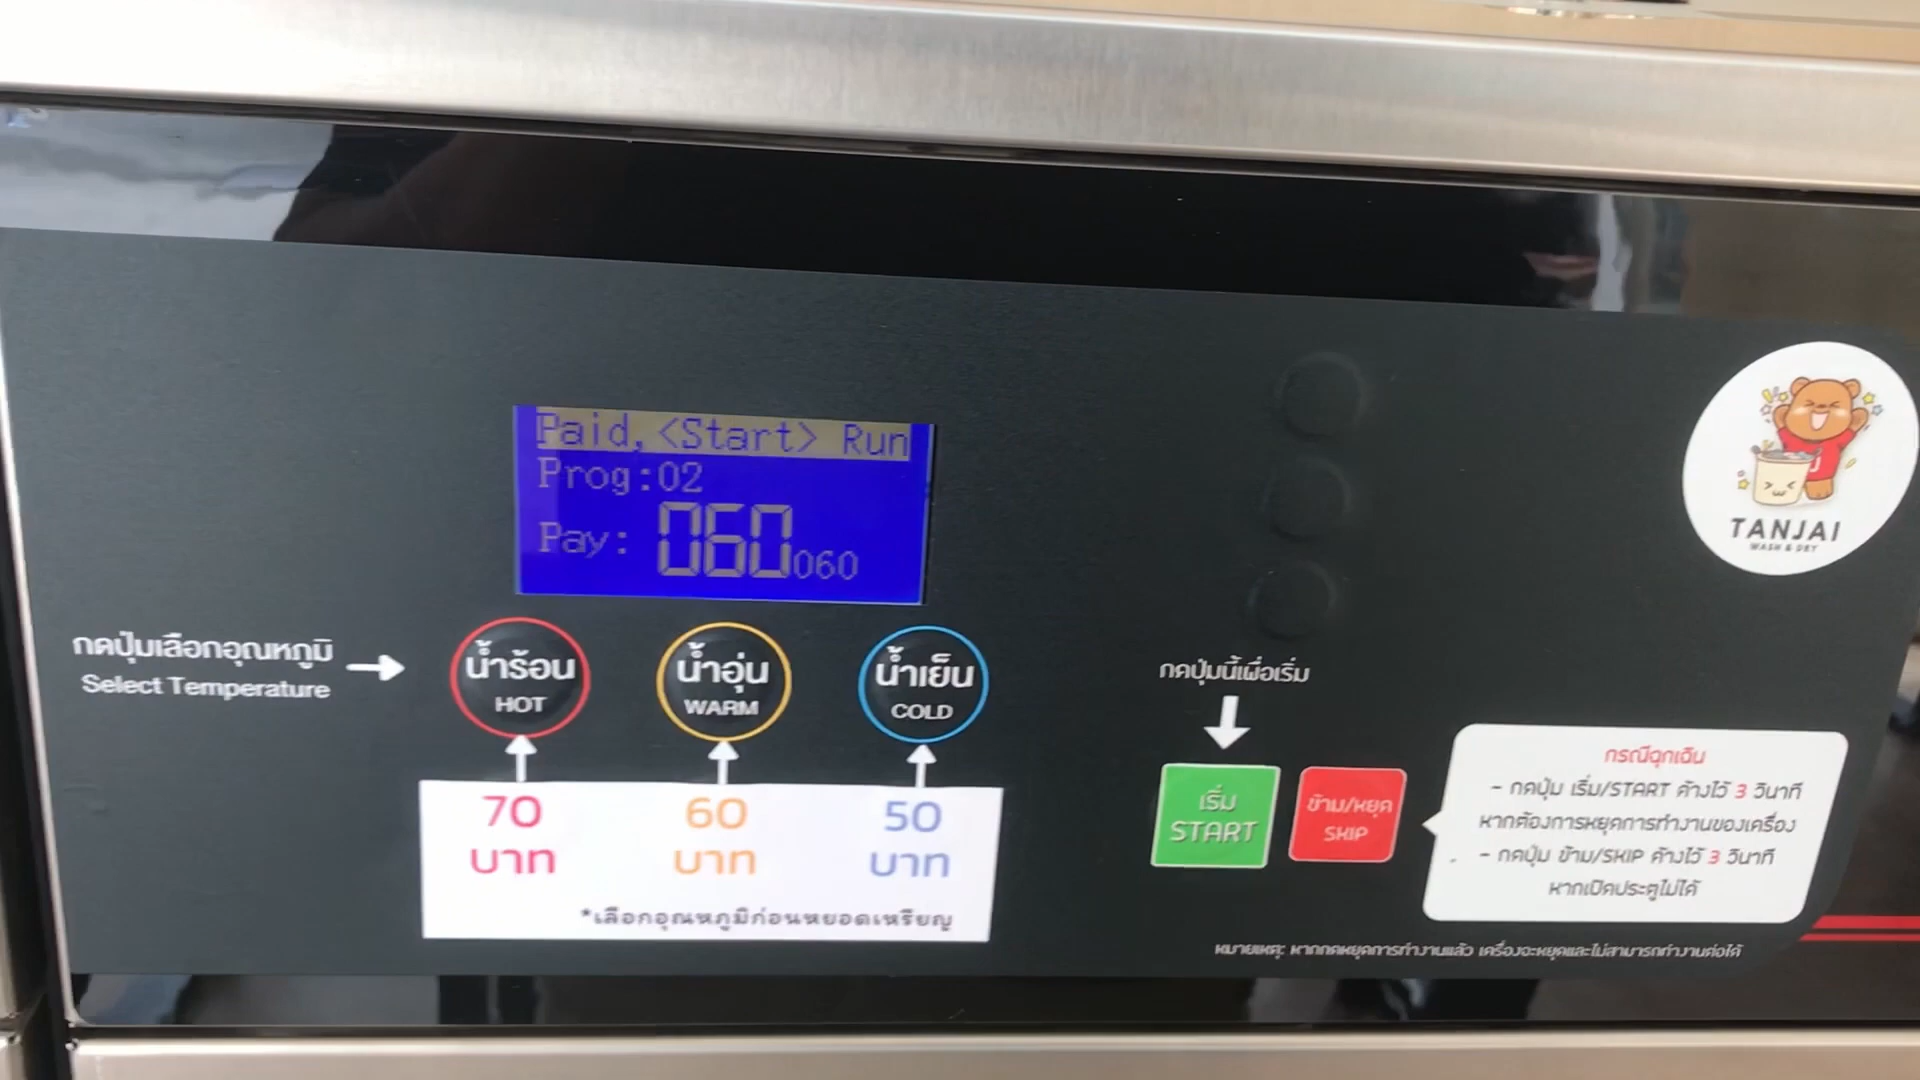 Paid,<Start> Run
Prog:02
Pay: 060 060
กดปุ่มเลือกอุณหภูมิ
Select Temperature
น้ำร้อน
HOT
น้ำอุ่น
WARM
น้ำเย็น
COLD
70
บาท
60
บาท
50
บาท
*เลือกอุณหภูมิก่อนหยอดเหรียญ
กดปุ่มนี้เพื่อเริ่ม
เริ่ม
START
ข้าม/หยุด
SKIP
กรณีฉุกเฉิน
- กดปุ่ม เริ่ม/START ค้างไว้ 3 วินาที
หากต้องการหยุดการทำงานของเครื่อง
- กดปุ่ม ข้าม/SKIP ค้างไว้ 3 วินาที
หากเปิดประตูไม่ได้
หมายเหตุ: หากกดหยุดการทำงานแล้ว เครื่องจะหยุดและไม่สามารถทำงานต่อได้
TANJAI
WASH & DRY